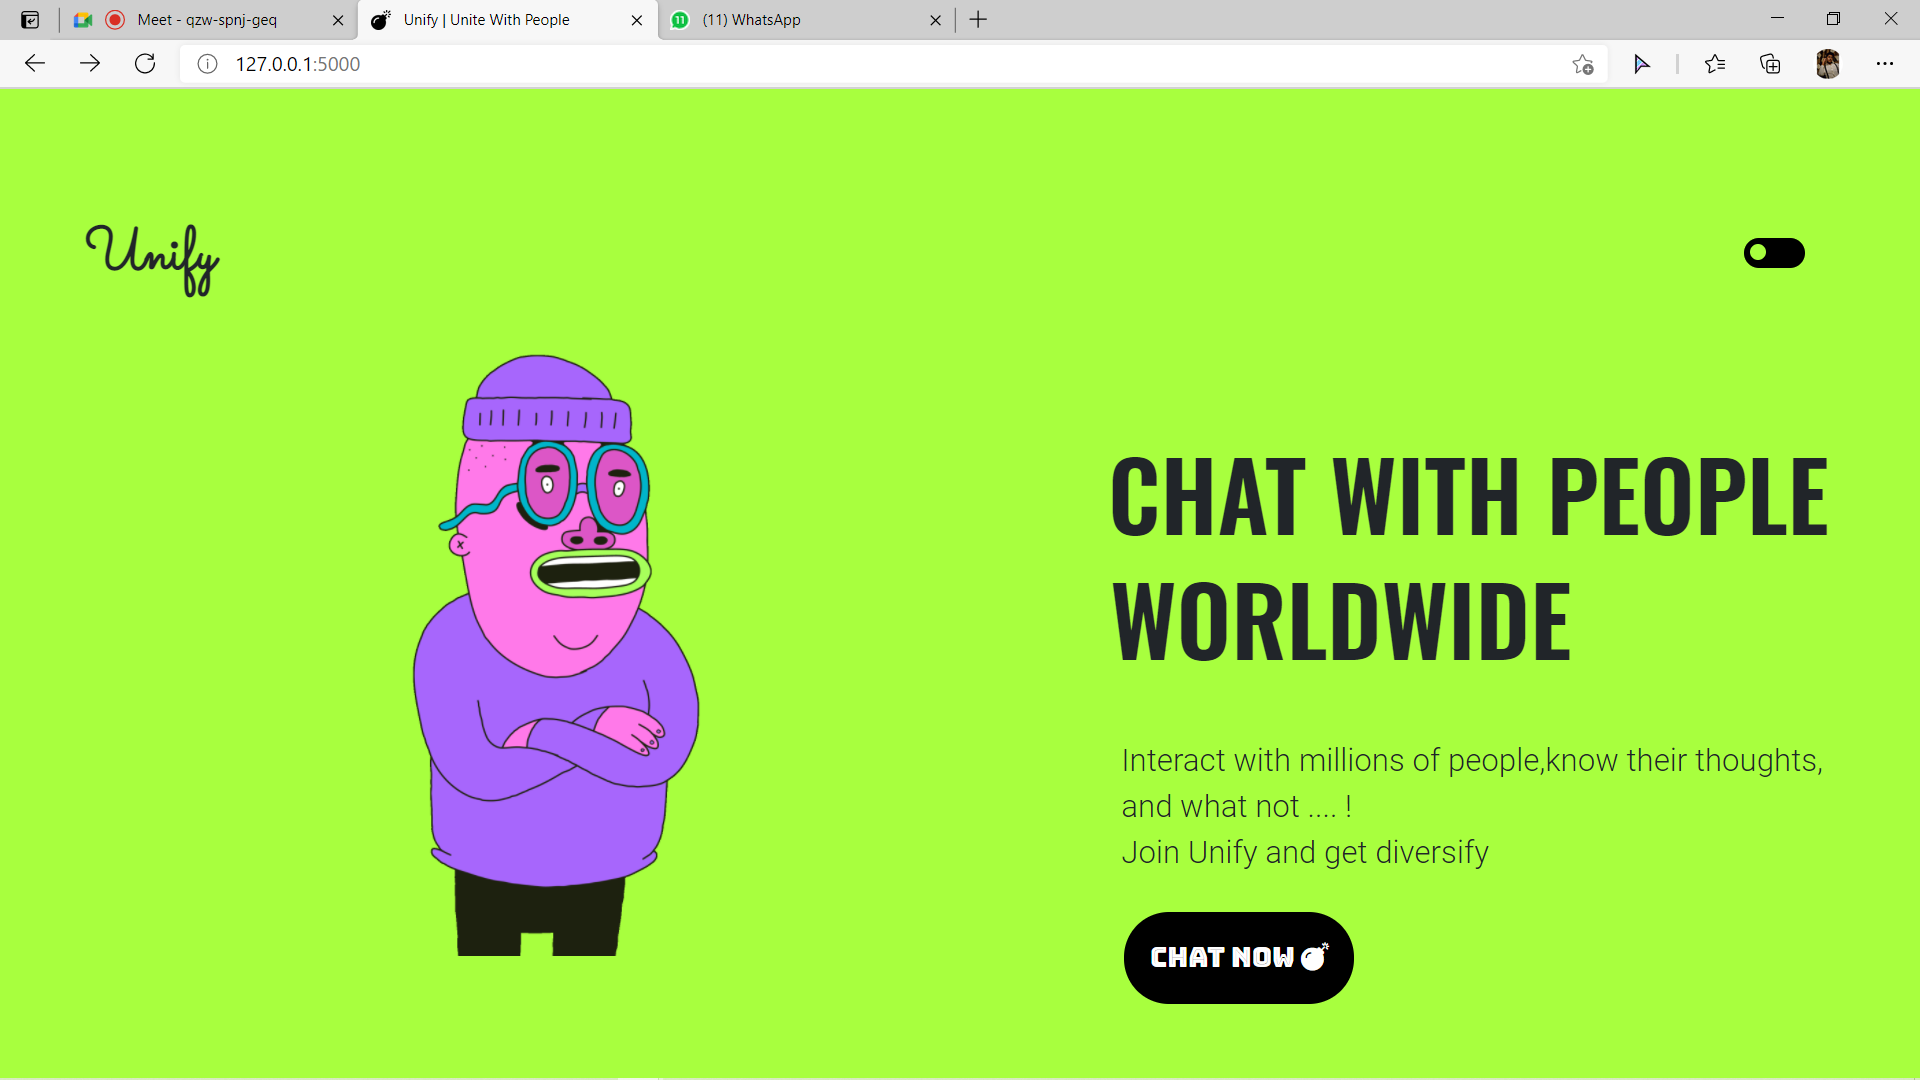 Meet - qzw-spnj-geq
Unify | Unite With People
11
(11) WhatsApp
127.0.0.1:5000
Unify
CHAT WITH PEOPLE
WORLDWIDE
Interact with millions of people,know their thoughts,
and what not .... !
Join Unify and get diversify
CHAT NOW